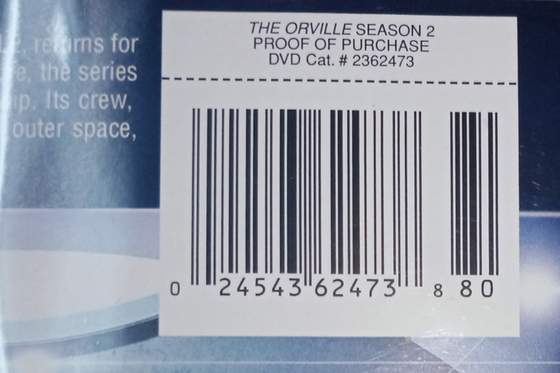 returns for
the series
ip. Its crew,
outer space,
THE ORVILLE SEASON 2
PROOF OF PURCHASE
DVD Cat. # 2362473
0 24543 62473 8 80